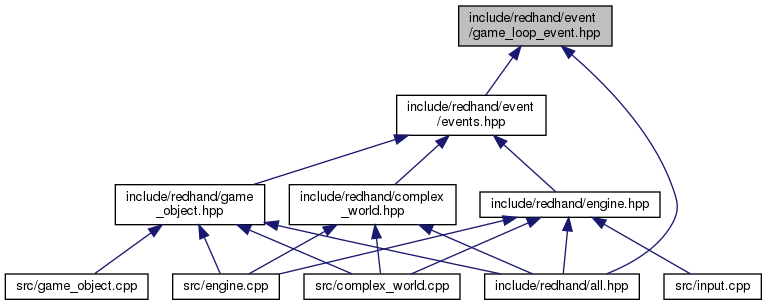 include/redhand/event
/game_loop_event.hpp
include/redhand/event
/events.hpp
include/redhand/game
_object.hpp
include/redhand/complex
_world.hpp
include/redhand/engine.hpp
src/game_object.cpp
src/engine.cpp
src/complex_world.cpp
include/redhand/all.hpp
src/input.cpp